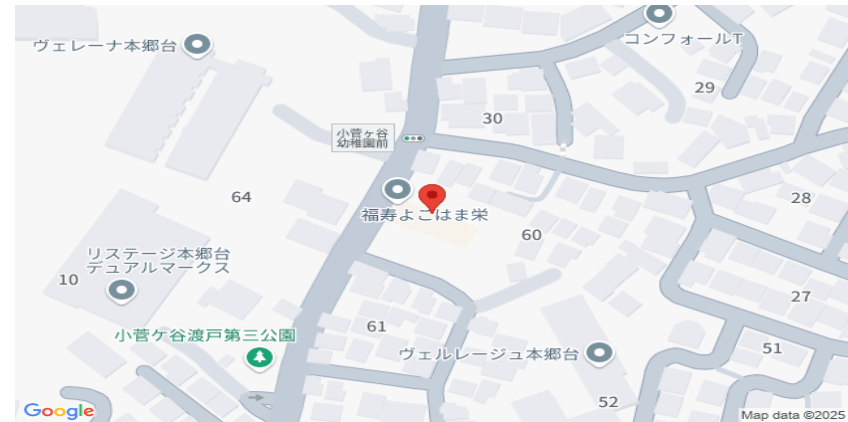 ヴェレーナ本郷台
コンフォールT
29
30
小菅ヶ谷
幼稚園前
64
福寿よこはま栄
28
60
リステージ本郷台
デュアルマークス
10
27
小菅ケ谷渡戸第三公園
61
51
ヴェルレージュ本郷台
52
Google
Map data ©2025